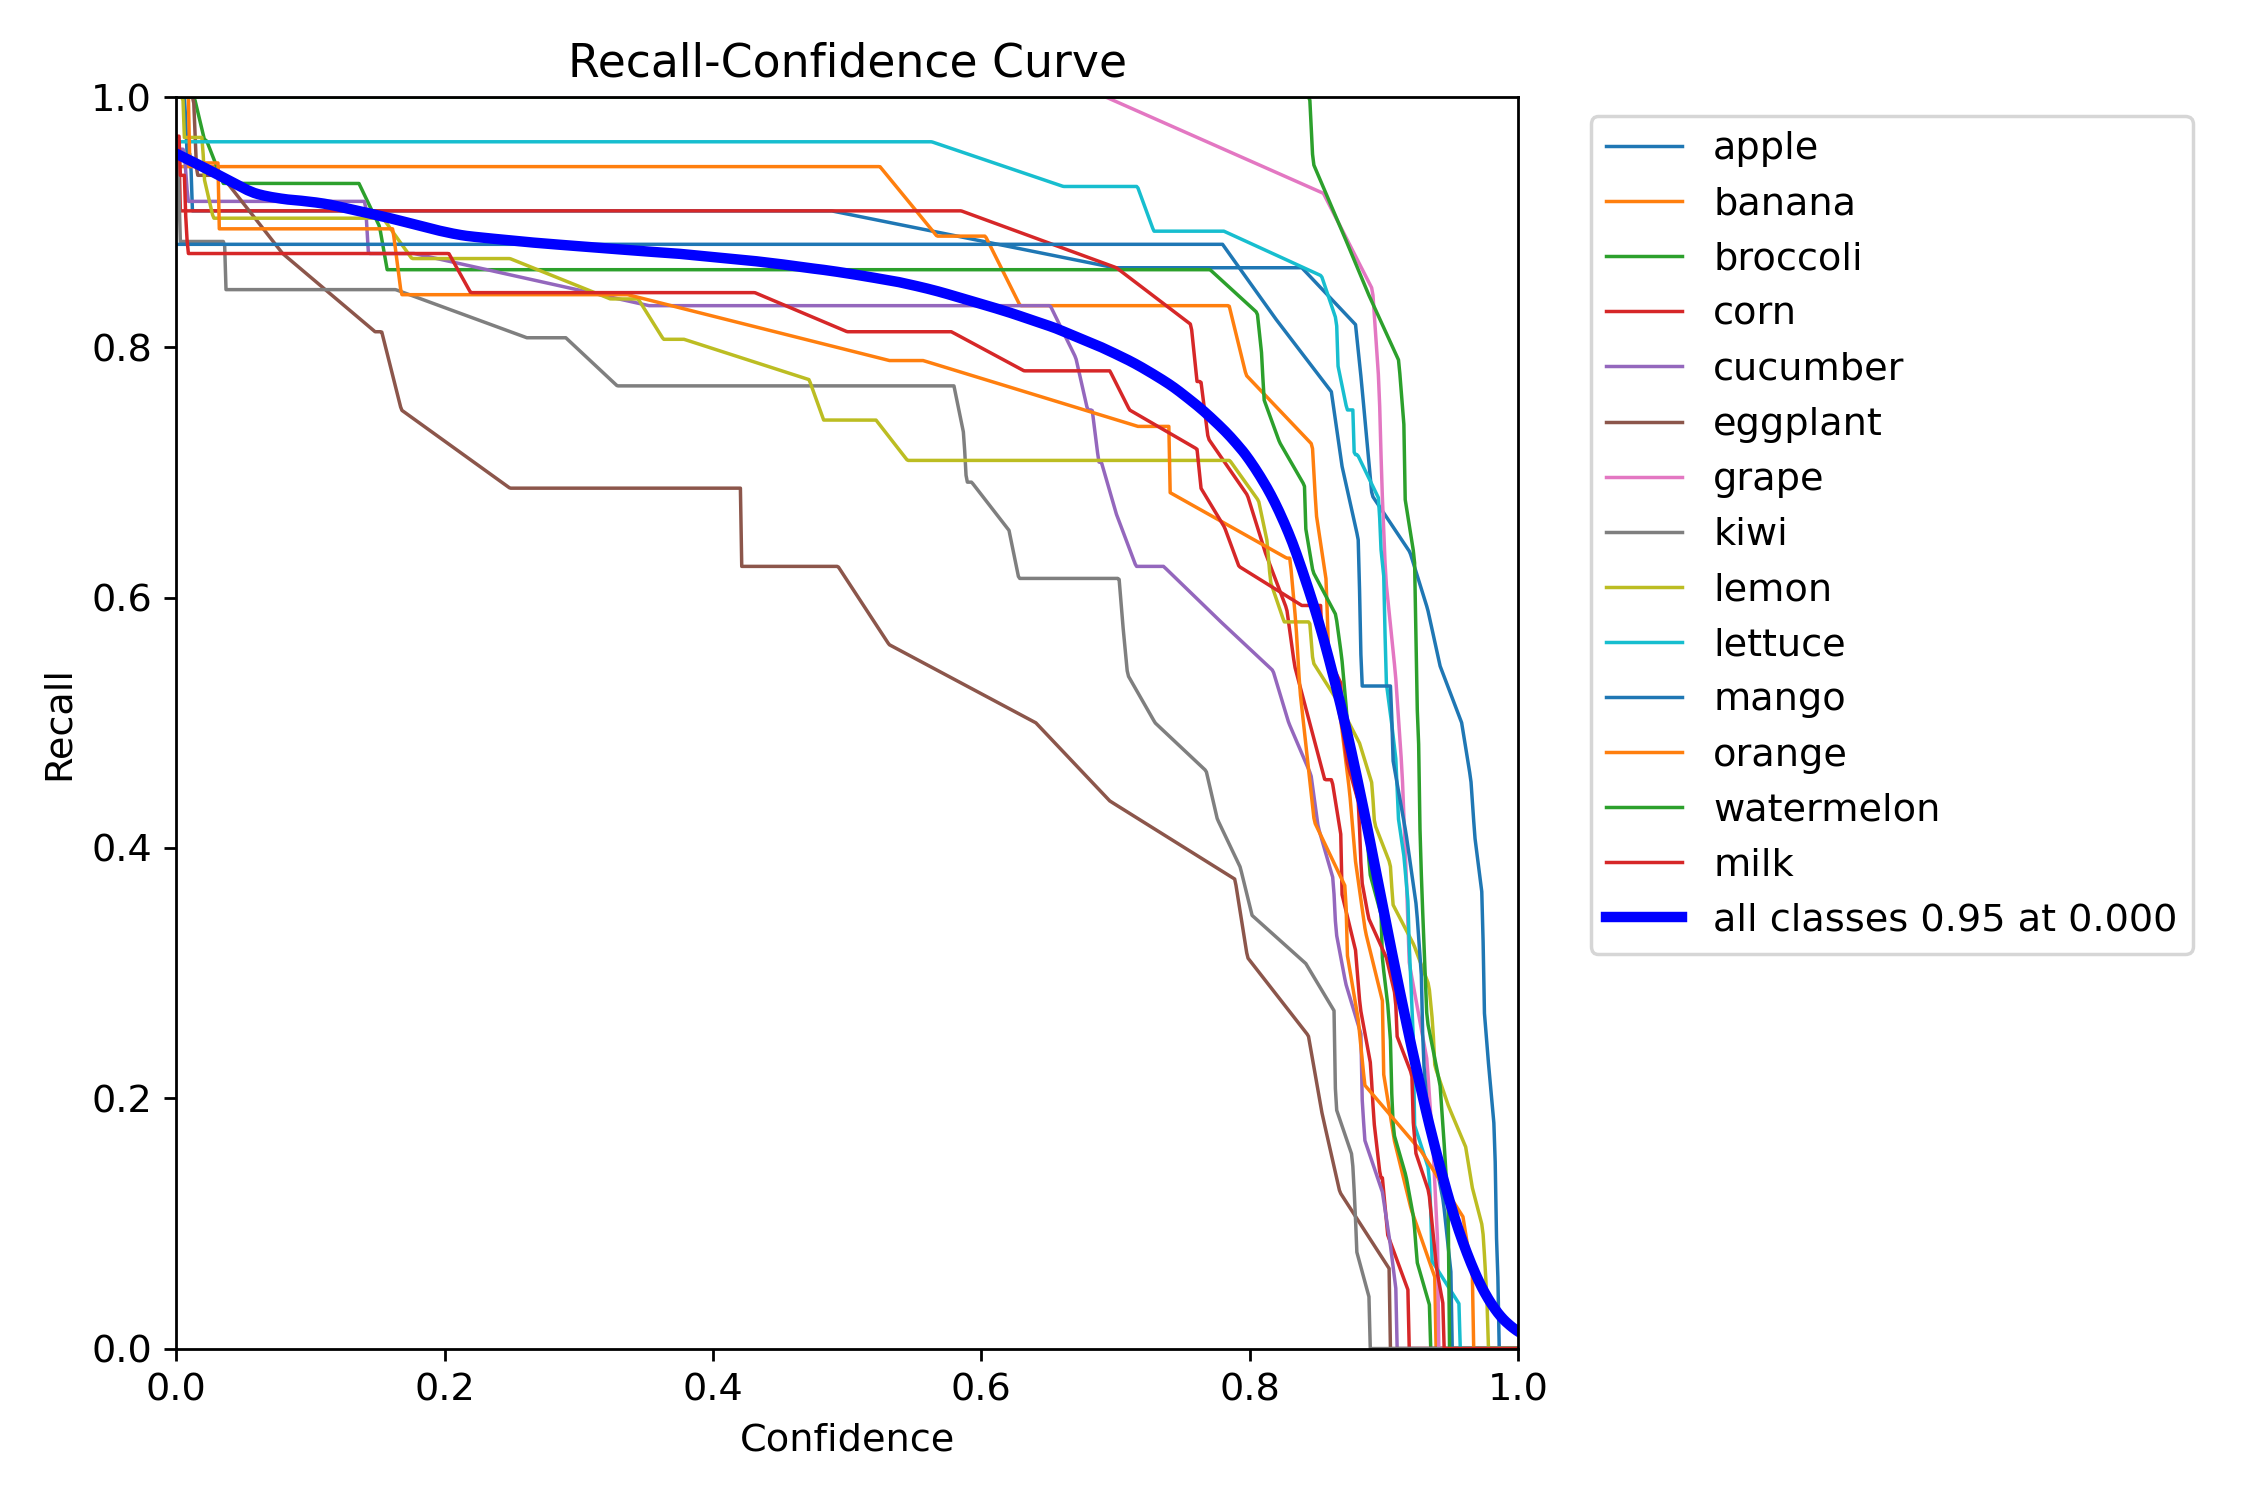 Recall-Confidence Curve
1.0
0.8
0.6
0.4
0.2
0.0
Recall
0.0 0.2 0.4 0.6 0.8 1.0
Confidence
apple
banana
broccoli
corn
cucumber
eggplant
grape
kiwi
lemon
lettuce
mango
orange
watermelon
milk
all classes 0.95 at 0.000